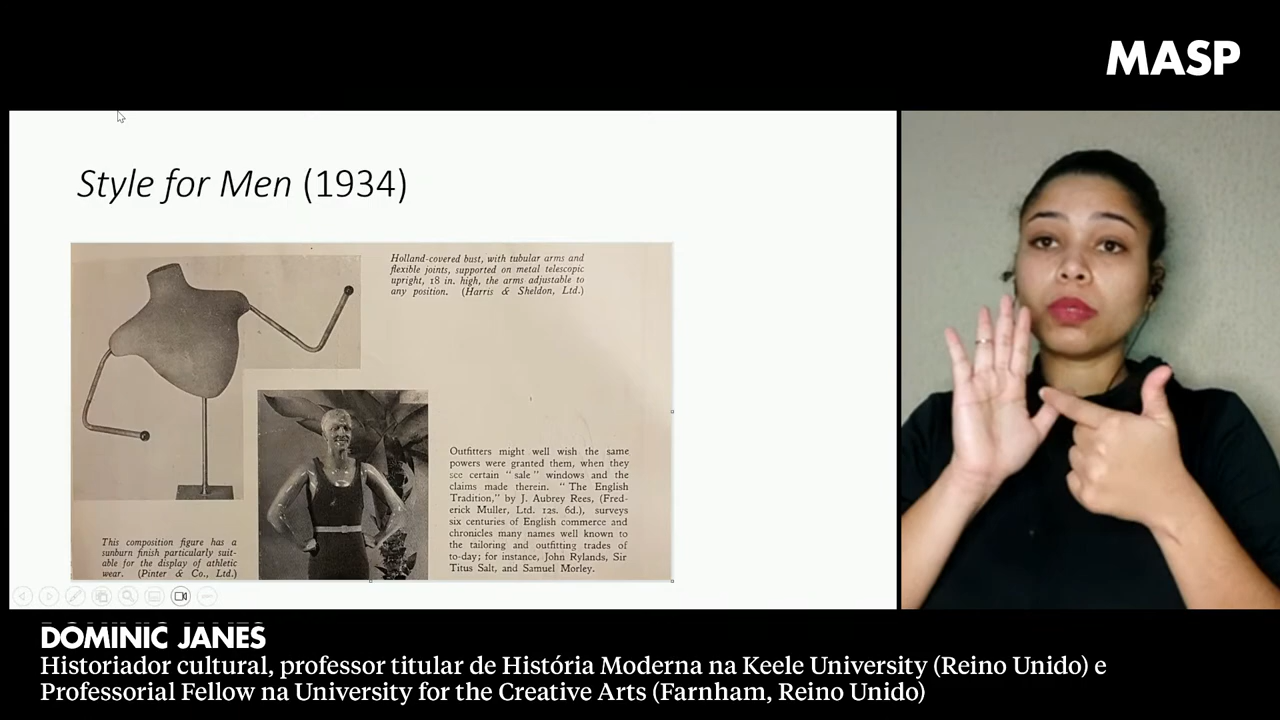 MASP
Style for Men (1934)
Holland-covered bust, with tubular arms and
flexible joints, supported on metal telescopic
upright, 18 in. high, the arms adjustable to
any position. (Harris & Sheldon, Ltd.)
Outfitters might well wish the same
powers were granted them, when they
see certain "sale" windows and the
claims made therein. "The English
Tradition," by J. Aubrey Rees, (Fred-
erick Muller, Ltd. 12s. 6d.), surveys
six centuries of English commerce and
chronicles many names well known to
the tailoring and outfitting trades of
to-day; for instance, John Rylands, Sir
Titus Salt, and Samuel Morley.
This composition figure has a
sunburn finish particularly suit-
able for the display of athletic
wear. (Pinter & Co., Ltd.)
DOMINIC JANES
Historiador cultural, professor titular de História Moderna na Keele University (Reino Unido) e
Professorial Fellow na University for the Creative Arts (Farnham, Reino Unido)